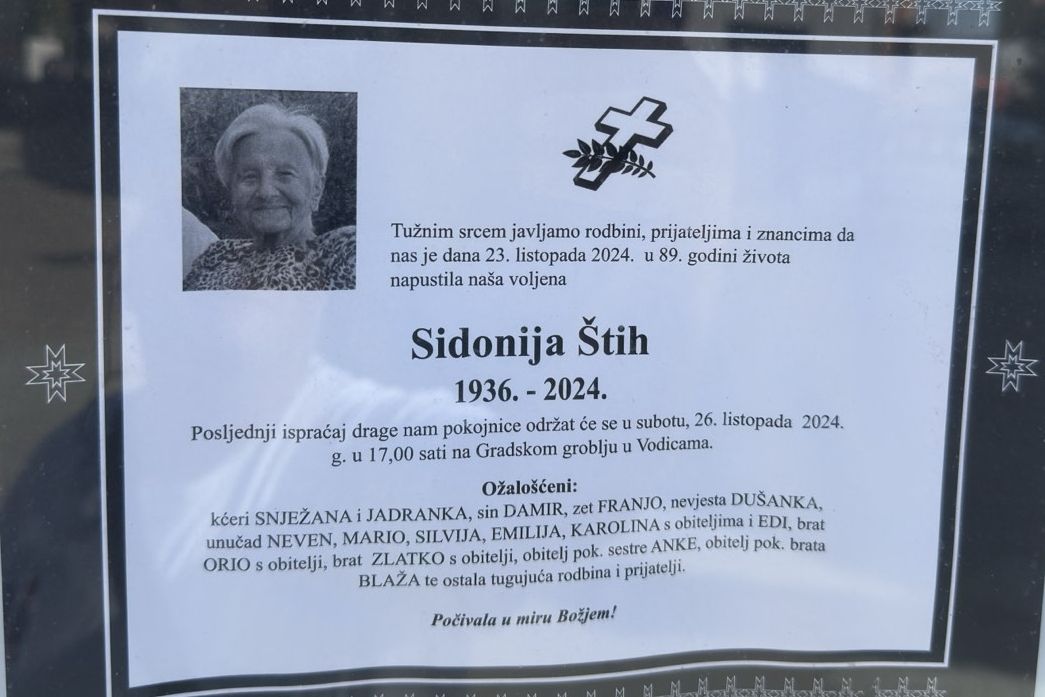 Tužnim srcem javljamo rodbini, prijateljima i znancima da
nas je dana 23. listopada 2024. u 89. godini života
napustila naša voljena
Sidonija Štih
1936. - 2024.
Posljednji ispraćaj drage nam pokojnice održat će se u subotu, 26. listopada 2024.
g. u 17,00 sati na Gradskom groblju u Vodicama.
Ožalošćeni:
kćeri SNJEŽANA i JADRANKA, sin DAMIR, zet FRANJO, nevjesta DUŠANKA,
unučad NEVEN, MARIO, SILVIJA, EMILIJA, KAROLINA s obiteljima i EDI, brat
ORIO s obitelji, brat ZLATKO s obitelji, obitelj pok. sestre ANKE, obitelj pok. brata
BLAŽA te ostala tugujuća rodbina i prijatelji.
Počivala u miru Božjem!